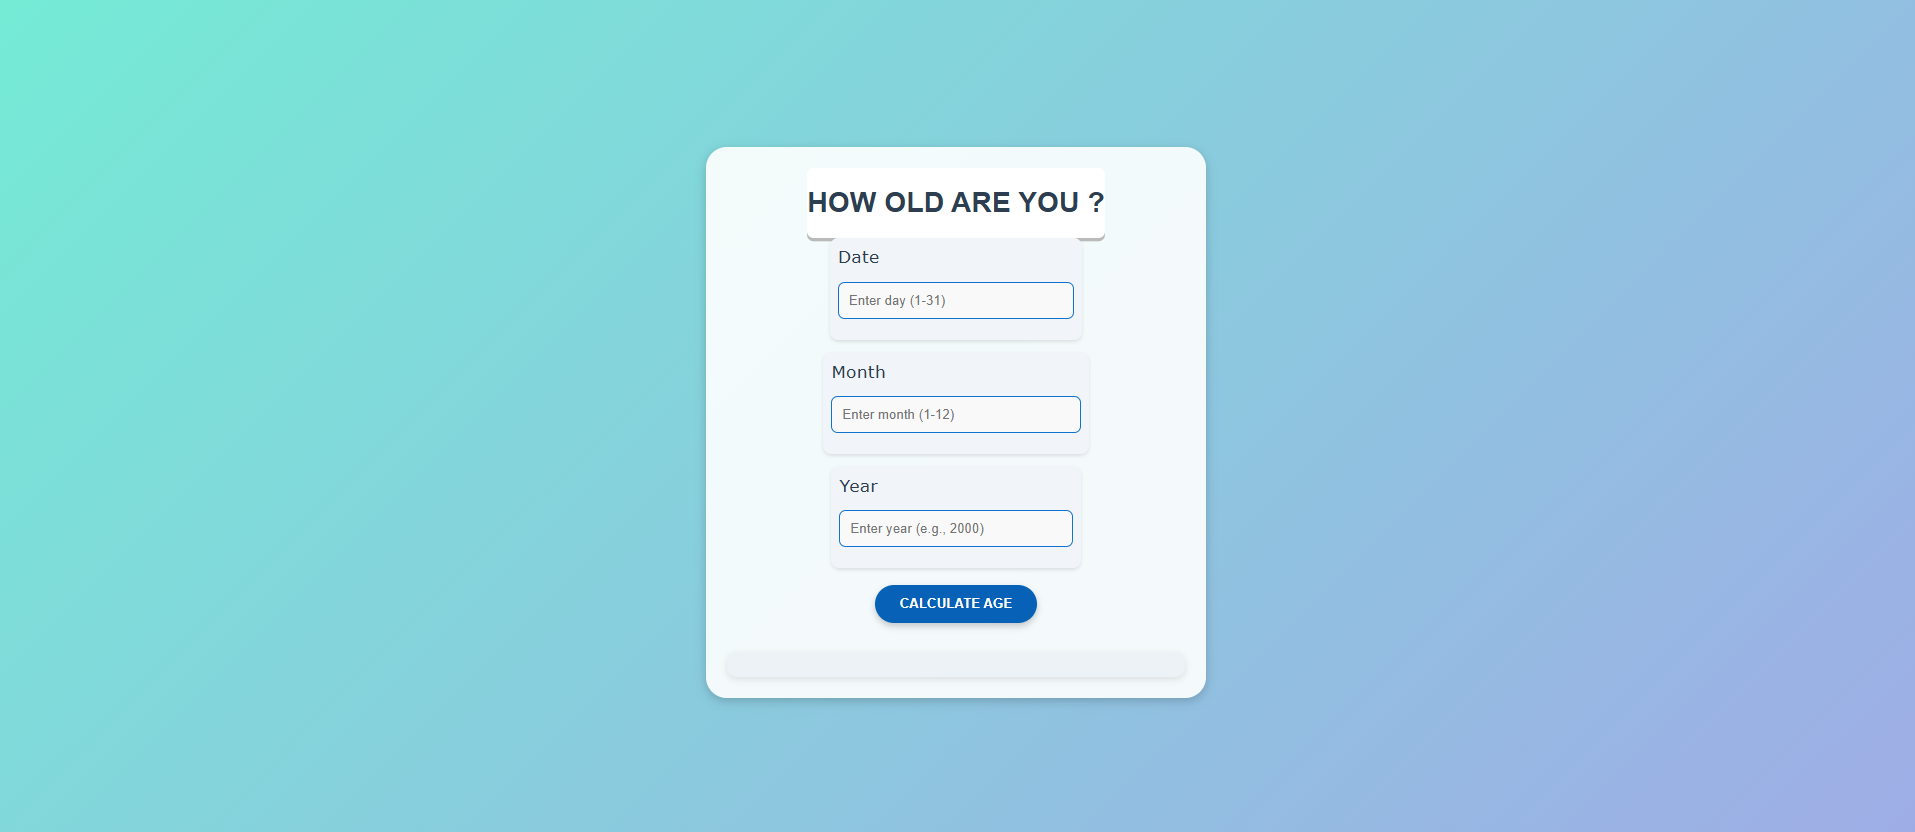 HOW OLD ARE YOU ?
Date
Enter day (1-31)
Month
Enter month (1-12)
Year
Enter year (e.g., 2000)
CALCULATE AGE